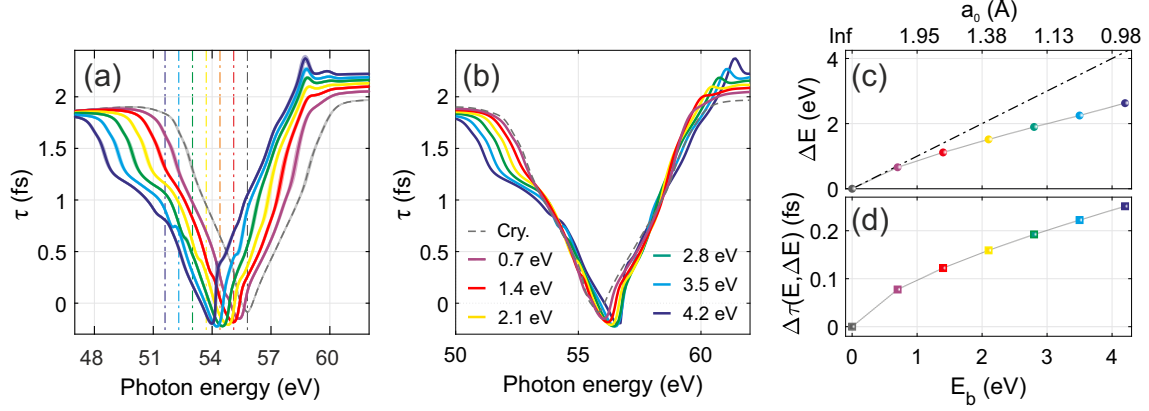 (a)
2
1.5
1
0.5
0
τ (fs)
48
51
54
57
60
Photon energy (eV)
(b)
2
1.5
1
0.5
0
τ (fs)
Cry.
0.7 eV
1.4 eV
2.1 eV
2.8 eV
3.5 eV
4.2 eV
50
55
60
Photon energy (eV)
a₀ (Å)
Inf
1.95
1.38
1.13
0.98
(c)
4
2
0
ΔE (eV)
(d)
0.2
0.1
0
Δτ(E,ΔE) (fs)
0
1
2
3
4
E_b (eV)